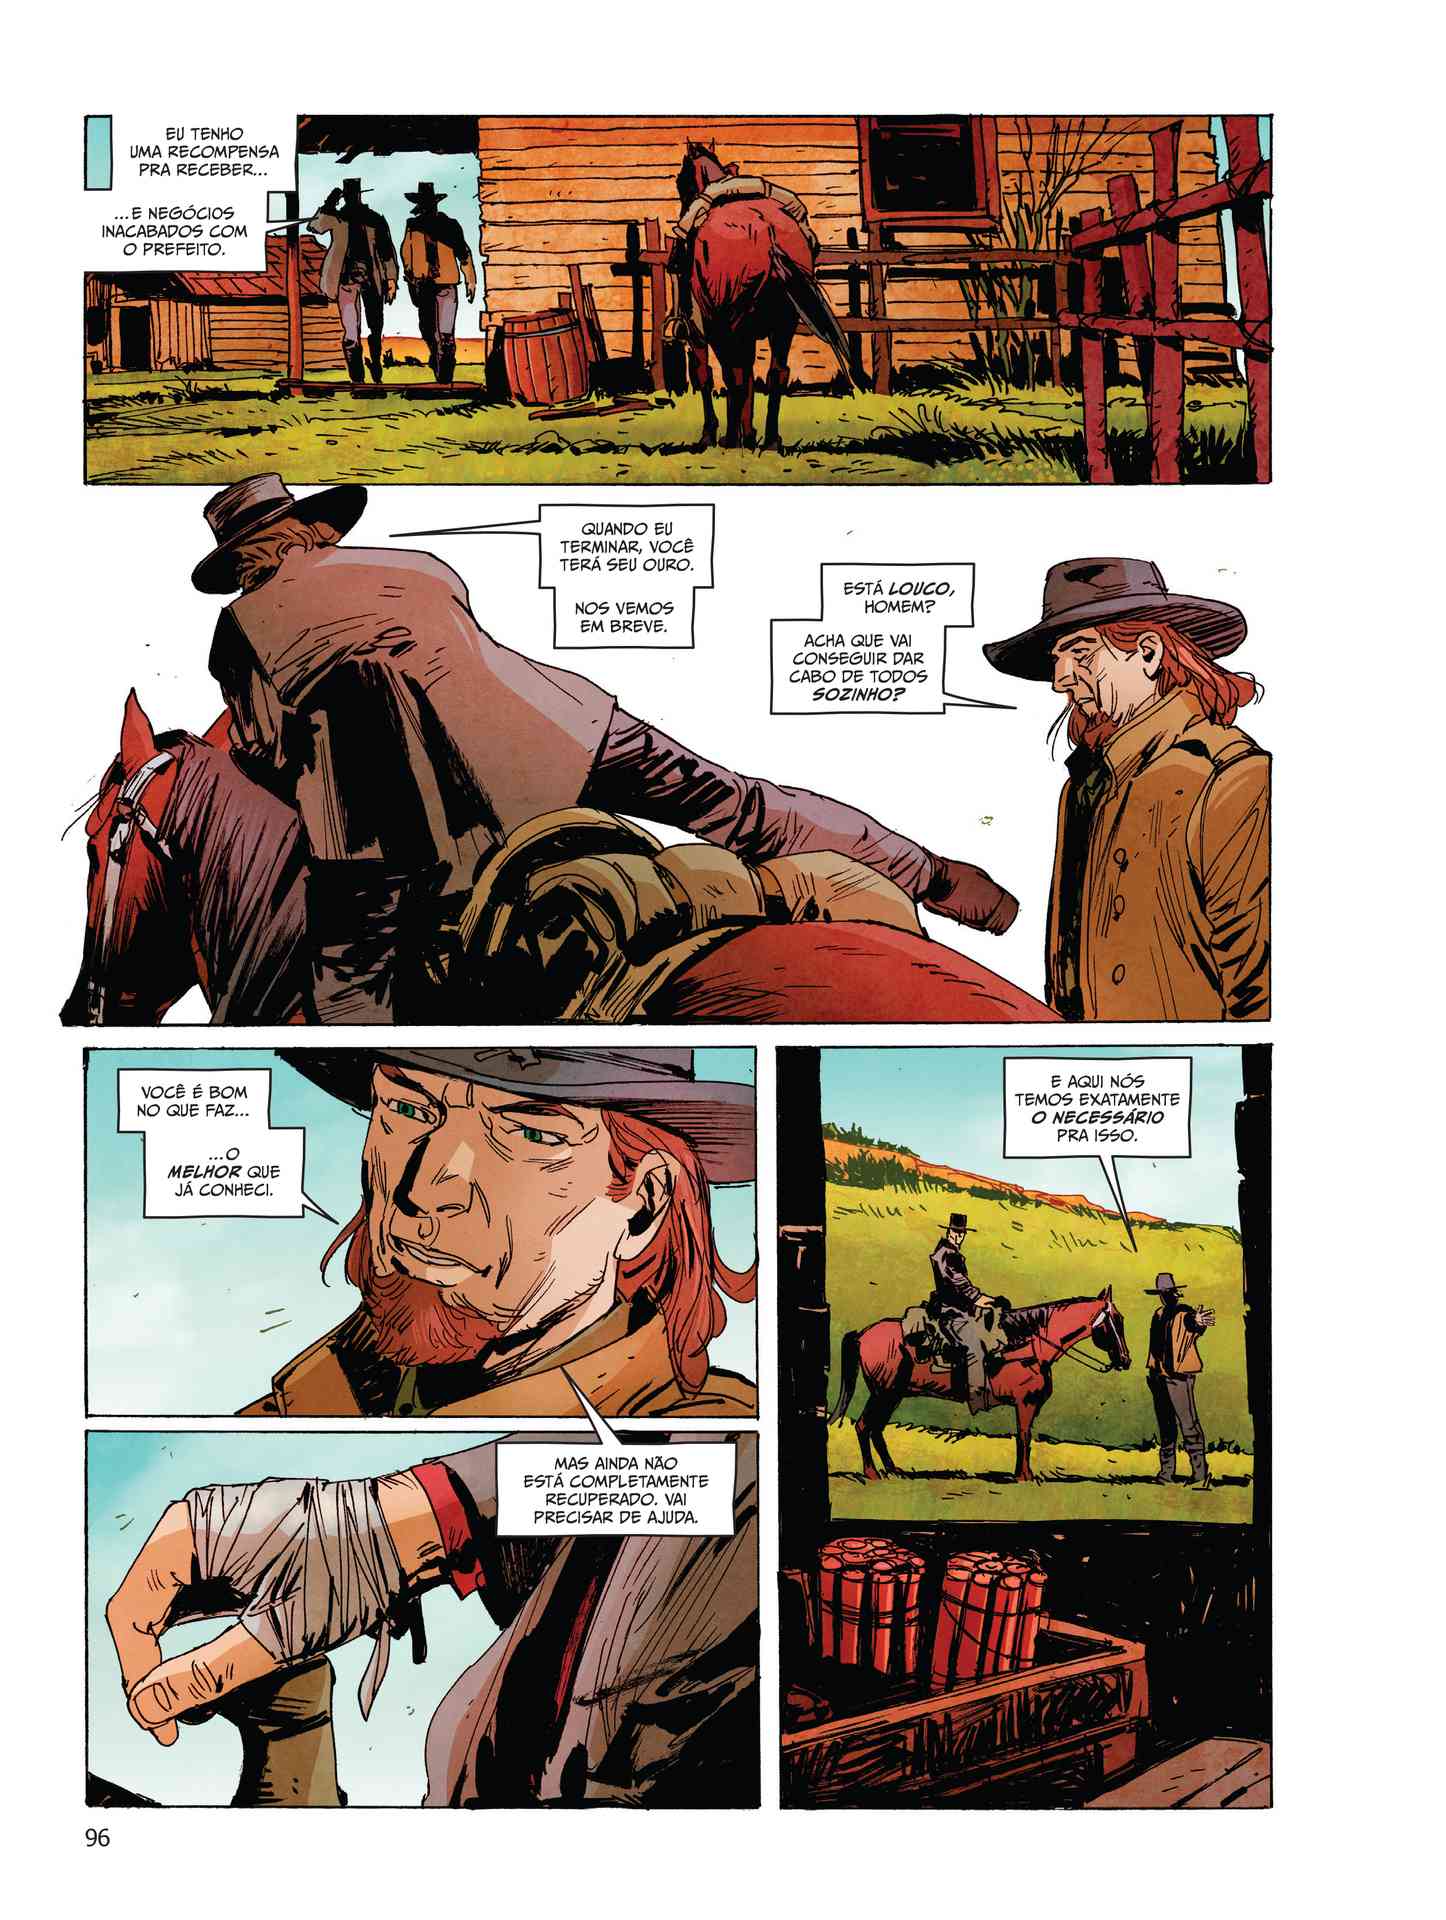 EU TENHO
UMA RECOMPENSA
PRA RECEBER...
...E NEGÓCIOS
INACABADOS COM
O PREFEITO.
QUANDO EU
TERMINAR, VOCÊ
TERÁ SEU OURO.
NOS VEMOS
EM BREVE.
ESTÁ LOUCO,
HOMEM?
ACHA QUE VAI
CONSEGUIR DAR
CABO DE TODOS
SOZINHO?
VOCÊ É BOM
NO QUE FAZ...
...O
MELHOR QUE
JÁ CONHECI.
MAS AINDA NÃO
ESTÁ COMPLETAMENTE
RECUPERADO. VAI
PRECISAR DE AJUDA.
E AQUI NÓS
TEMOS EXATAMENTE
O NECESSÁRIO
PRA ISSO.
96